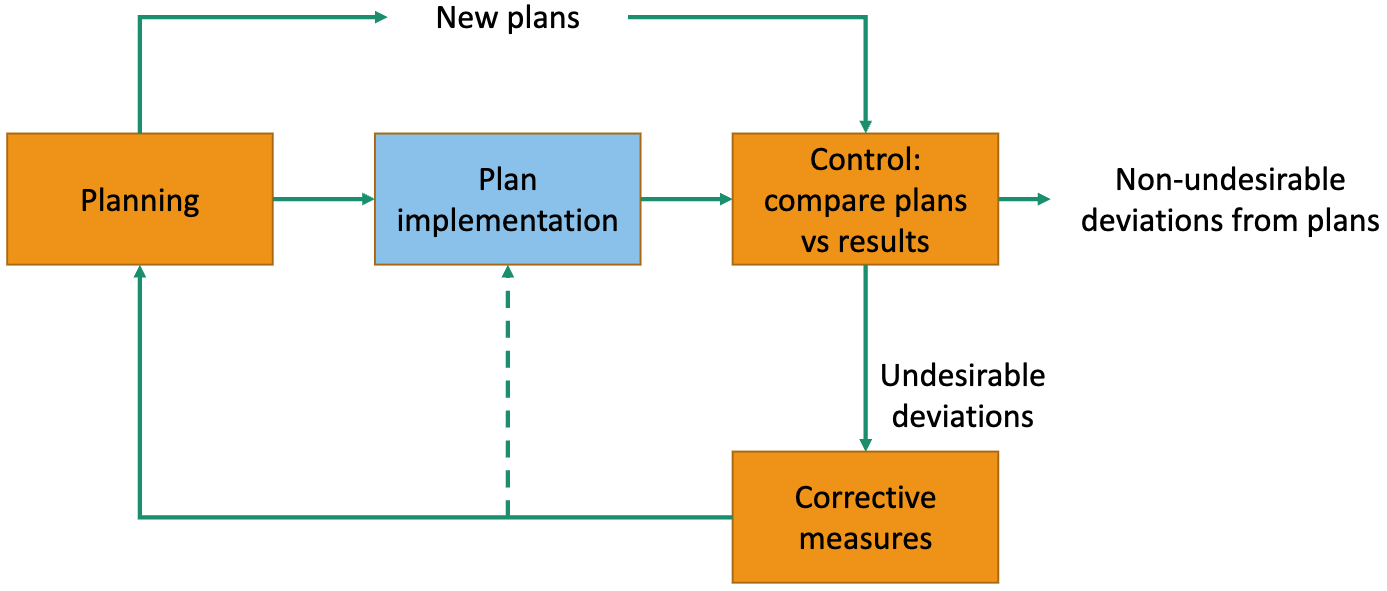 New plans
Planning
Plan
implementation
Control:
compare plans
vs results
Non-undesirable
deviations from plans
Undesirable
deviations
Corrective
measures